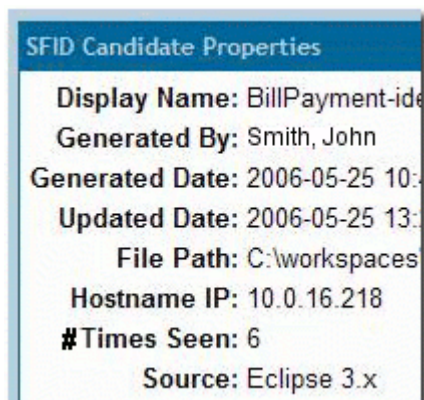 SFID Candidate Properties
Display Name: BillPayment-ide
Generated By: Smith, John
Generated Date: 2006-05-25 10:
Updated Date: 2006-05-25 13:
File Path: C:\workspaces\
Hostname IP: 10.0.16.218
#Times Seen: 6
Source: Eclipse 3.x